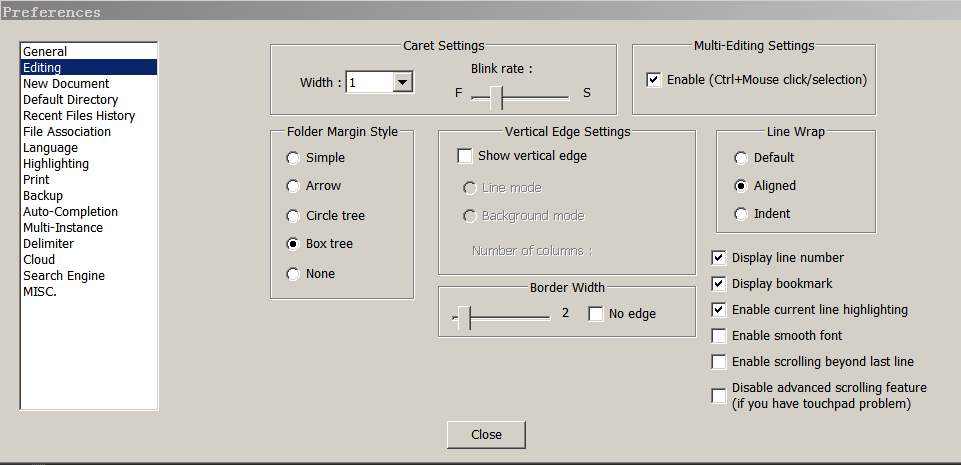 Preferences
General
Editing
New Document
Default Directory
Recent Files History
File Association
Language
Highlighting
Print
Backup
Auto-Completion
Multi-Instance
Delimiter
Cloud
Search Engine
MISC.
Caret Settings
Width :
1
Blink rate :
F
S
Multi-Editing Settings
Enable (Ctrl+Mouse click/selection)
Folder Margin Style
Simple
Arrow
Circle tree
Box tree
None
Vertical Edge Settings
Show vertical edge
Line mode
Background mode
Number of columns :
Border Width
2
No edge
Line Wrap
Default
Aligned
Indent
Display line number
Display bookmark
Enable current line highlighting
Enable smooth font
Enable scrolling beyond last line
Disable advanced scrolling feature
(if you have touchpad problem)
Close